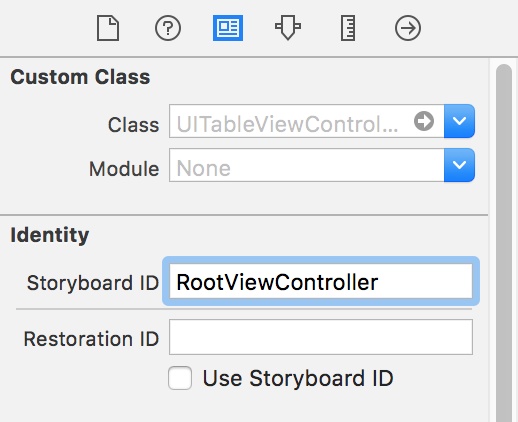 Custom Class
Class UITableViewControl...
Module None
Identity
Storyboard ID RootViewController
Restoration ID
Use Storyboard ID